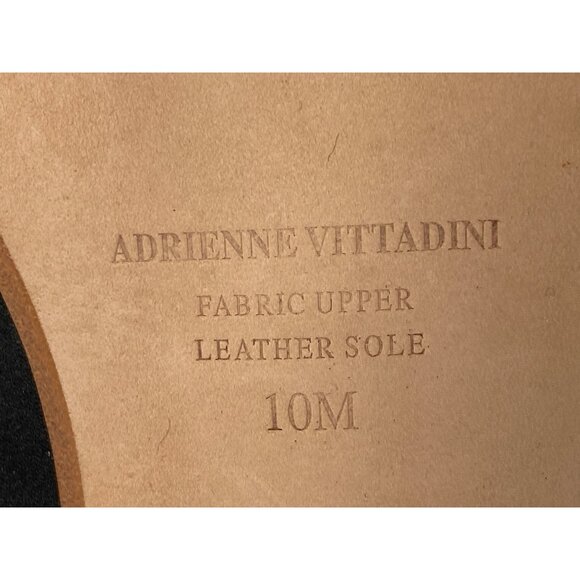 ADRIENNE VITTADINI
FABRIC UPPER
LEATHER SOLE
10M